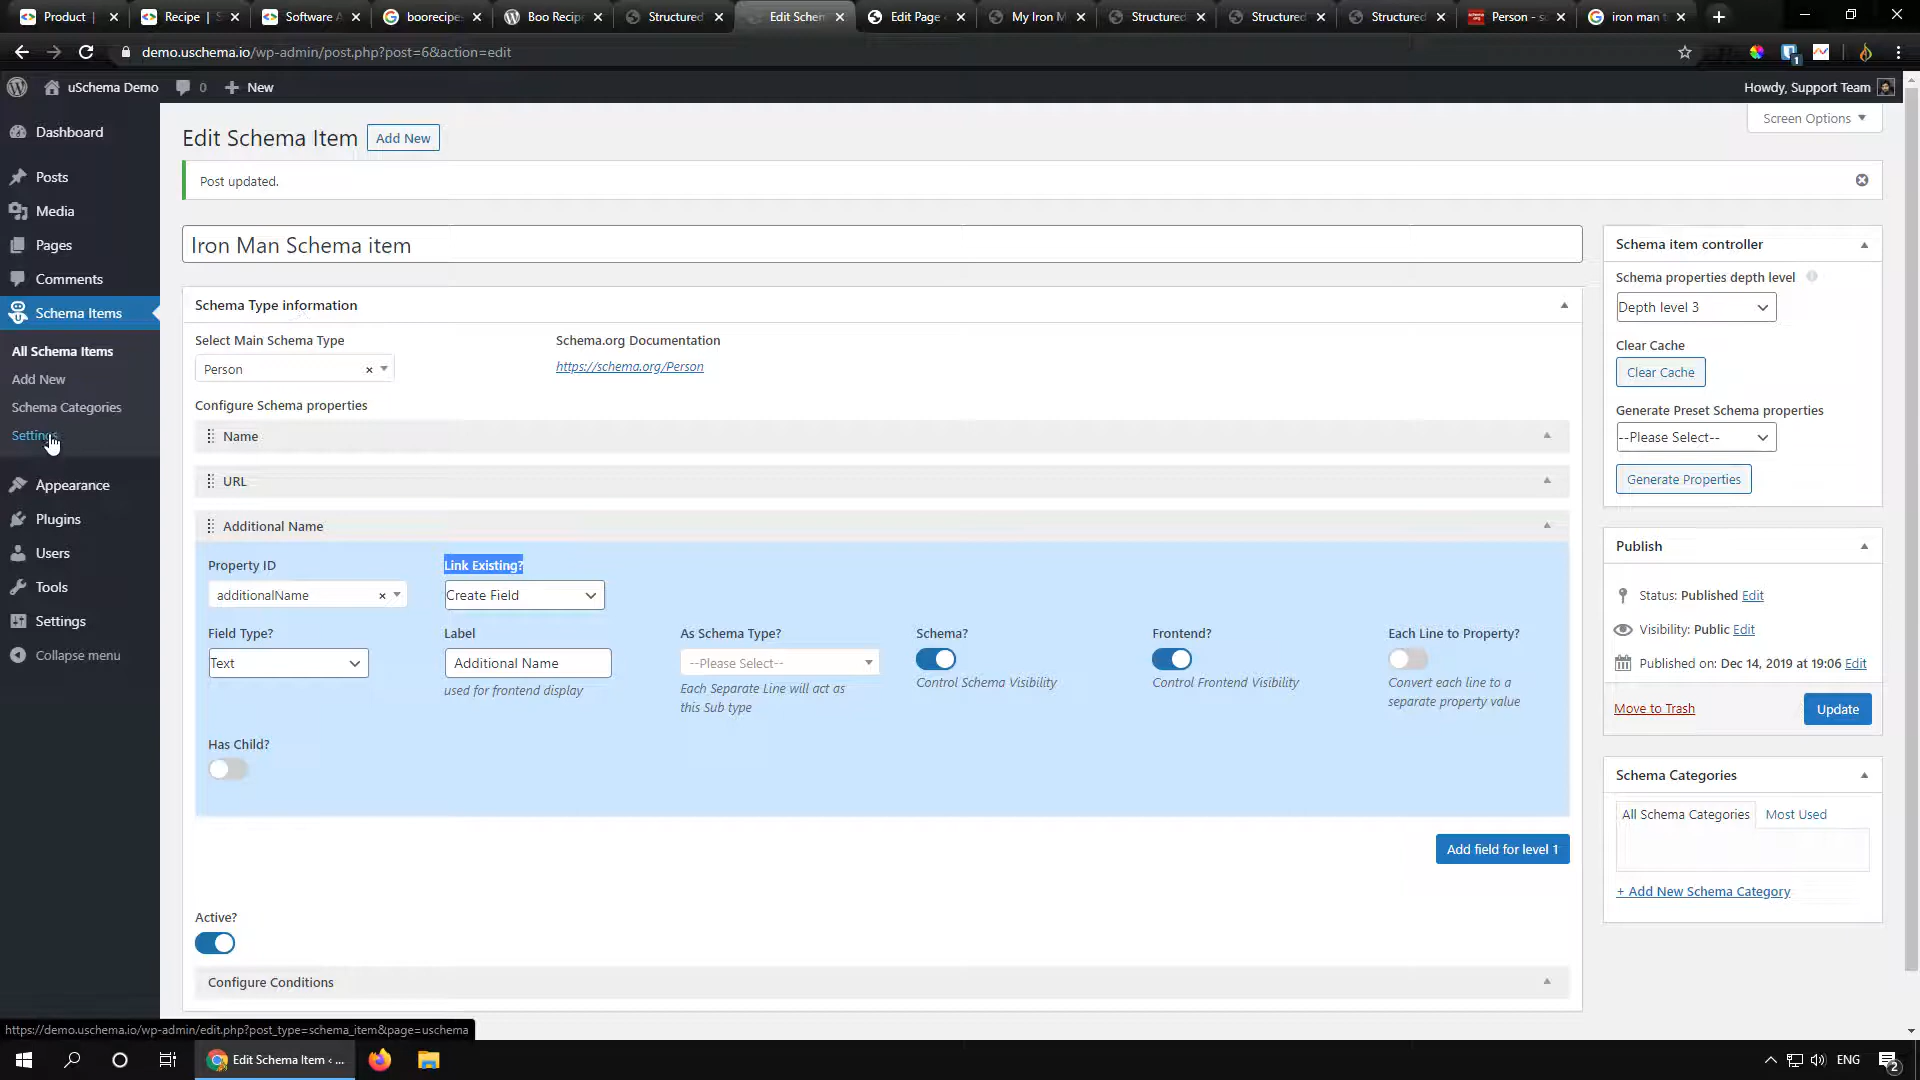 Product
Recipe | S
Software A
boorecipe
Boo Recip
Structured
Edit Schem
Edit Page
My Iron M
Structured
Structured
Structured
Person - sc
iron man t
demo.uschema.io/wp-admin/post.php?post=6&action=edit
1
uSchema Demo
0
New
Howdy, Support Team
Dashboard
Posts
Media
Pages
Comments
Schema Items
All Schema Items
Add New
Schema Categories
Settings
Appearance
Plugins
Users
Tools
Settings
Collapse menu
Screen Options
Edit Schema Item
Add New
Post updated.
Iron Man Schema item
Schema Type information
Select Main Schema Type
Schema.org Documentation
Person
https://schema.org/Person
Configure Schema properties
Name
URL
Additional Name
Property ID
Link Existing?
additionalName
Create Field
Field Type?
Label
As Schema Type?
Schema?
Frontend?
Each Line to Property?
Text
Additional Name
--Please Select--
used for frontend display
Each Separate Line will act as
this Sub type
Control Schema Visibility
Control Frontend Visibility
Convert each line to a
separate property value
Has Child?
Add field for level 1
Active?
Configure Conditions
Schema item controller
Schema properties depth level
Depth level 3
Clear Cache
Clear Cache
Generate Preset Schema properties
--Please Select--
Generate Properties
Publish
Status: Published Edit
Visibility: Public Edit
Published on: Dec 14, 2019 at 19:06 Edit
Move to Trash
Update
Schema Categories
All Schema Categories
Most Used
+ Add New Schema Category
https://demo.uschema.io/wp-admin/edit.php?post_type=schema_item&page=uschema
Edit Schema Item ‹ ...
ENG
2